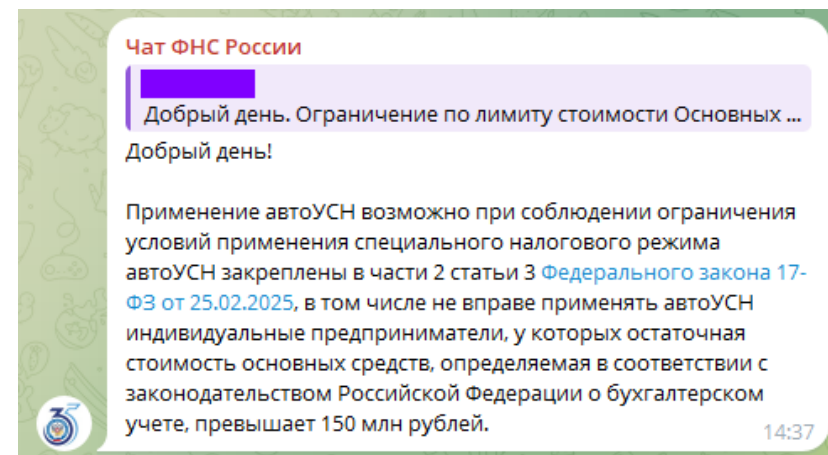 Чат ФНС России
Добрый день. Ограничение по лимиту стоимости Основных ...
Добрый день!
Применение автоУСН возможно при соблюдении ограничения
условий применения специального налогового режима
автоУСН закреплены в части 2 статьи 3 Федерального закона 17-
ФЗ от 25.02.2025, в том числе не вправе применять автоУСН
индивидуальные предприниматели, у которых остаточная
стоимость основных средств, определяемая в соответствии с
законодательством Российской Федерации о бухгалтерском
учете, превышает 150 млн рублей.
14:37